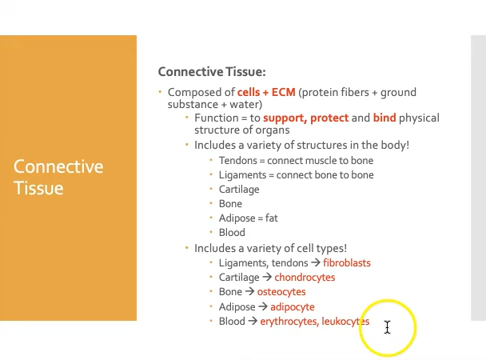 Connective
Tissue
Connective Tissue:
• Composed of cells + ECM (protein fibers + ground
substance + water)
• Function = to support, protect and bind physical
structure of organs
• Includes a variety of structures in the body!
• Tendons = connect muscle to bone
• Ligaments = connect bone to bone
• Cartilage
• Bone
• Adipose = fat
• Blood
• Includes a variety of cell types!
• Ligaments, tendons → fibroblasts
• Cartilage → chondrocytes
• Bone → osteocytes
• Adipose → adipocyte
• Blood → erythrocytes, leukocytes